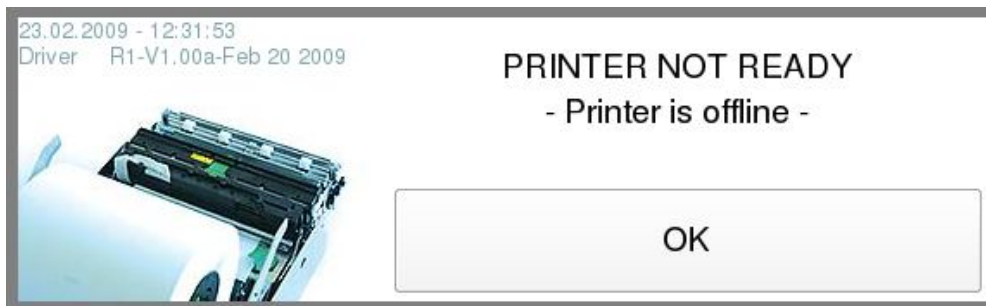 23.02.2009 - 12:31:53
Driver R1-V1.00a-Feb 20 2009
PRINTER NOT READY
- Printer is offline -
OK